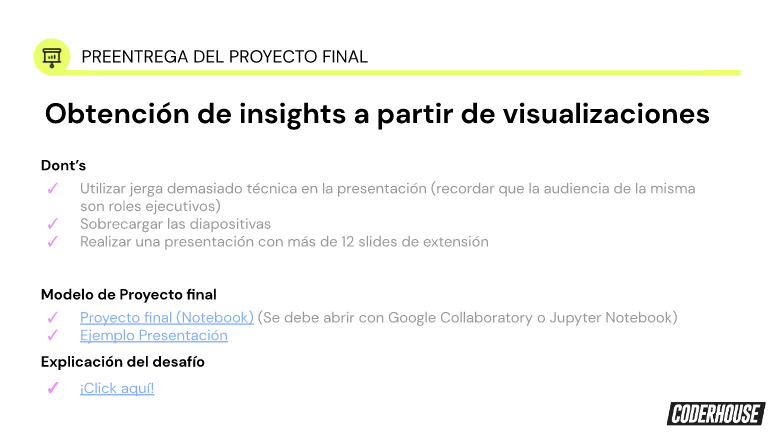 PREENTREGA DEL PROYECTO FINAL
Obtención de insights a partir de visualizaciones
Dont's
✓ Utilizar jerga demasiado técnica en la presentación (recordar que la audiencia de la misma
son roles ejecutivos)
✓ Sobrecargar las diapositivas
✓ Realizar una presentación con más de 12 slides de extensión
Modelo de Proyecto final
✓ Proyecto final (Notebook) (Se debe abrir con Google Collaboratory o Jupyter Notebook)
✓ Ejemplo Presentación
Explicación del desafío
✓ ¡Click aquí!
CODERHOUSE